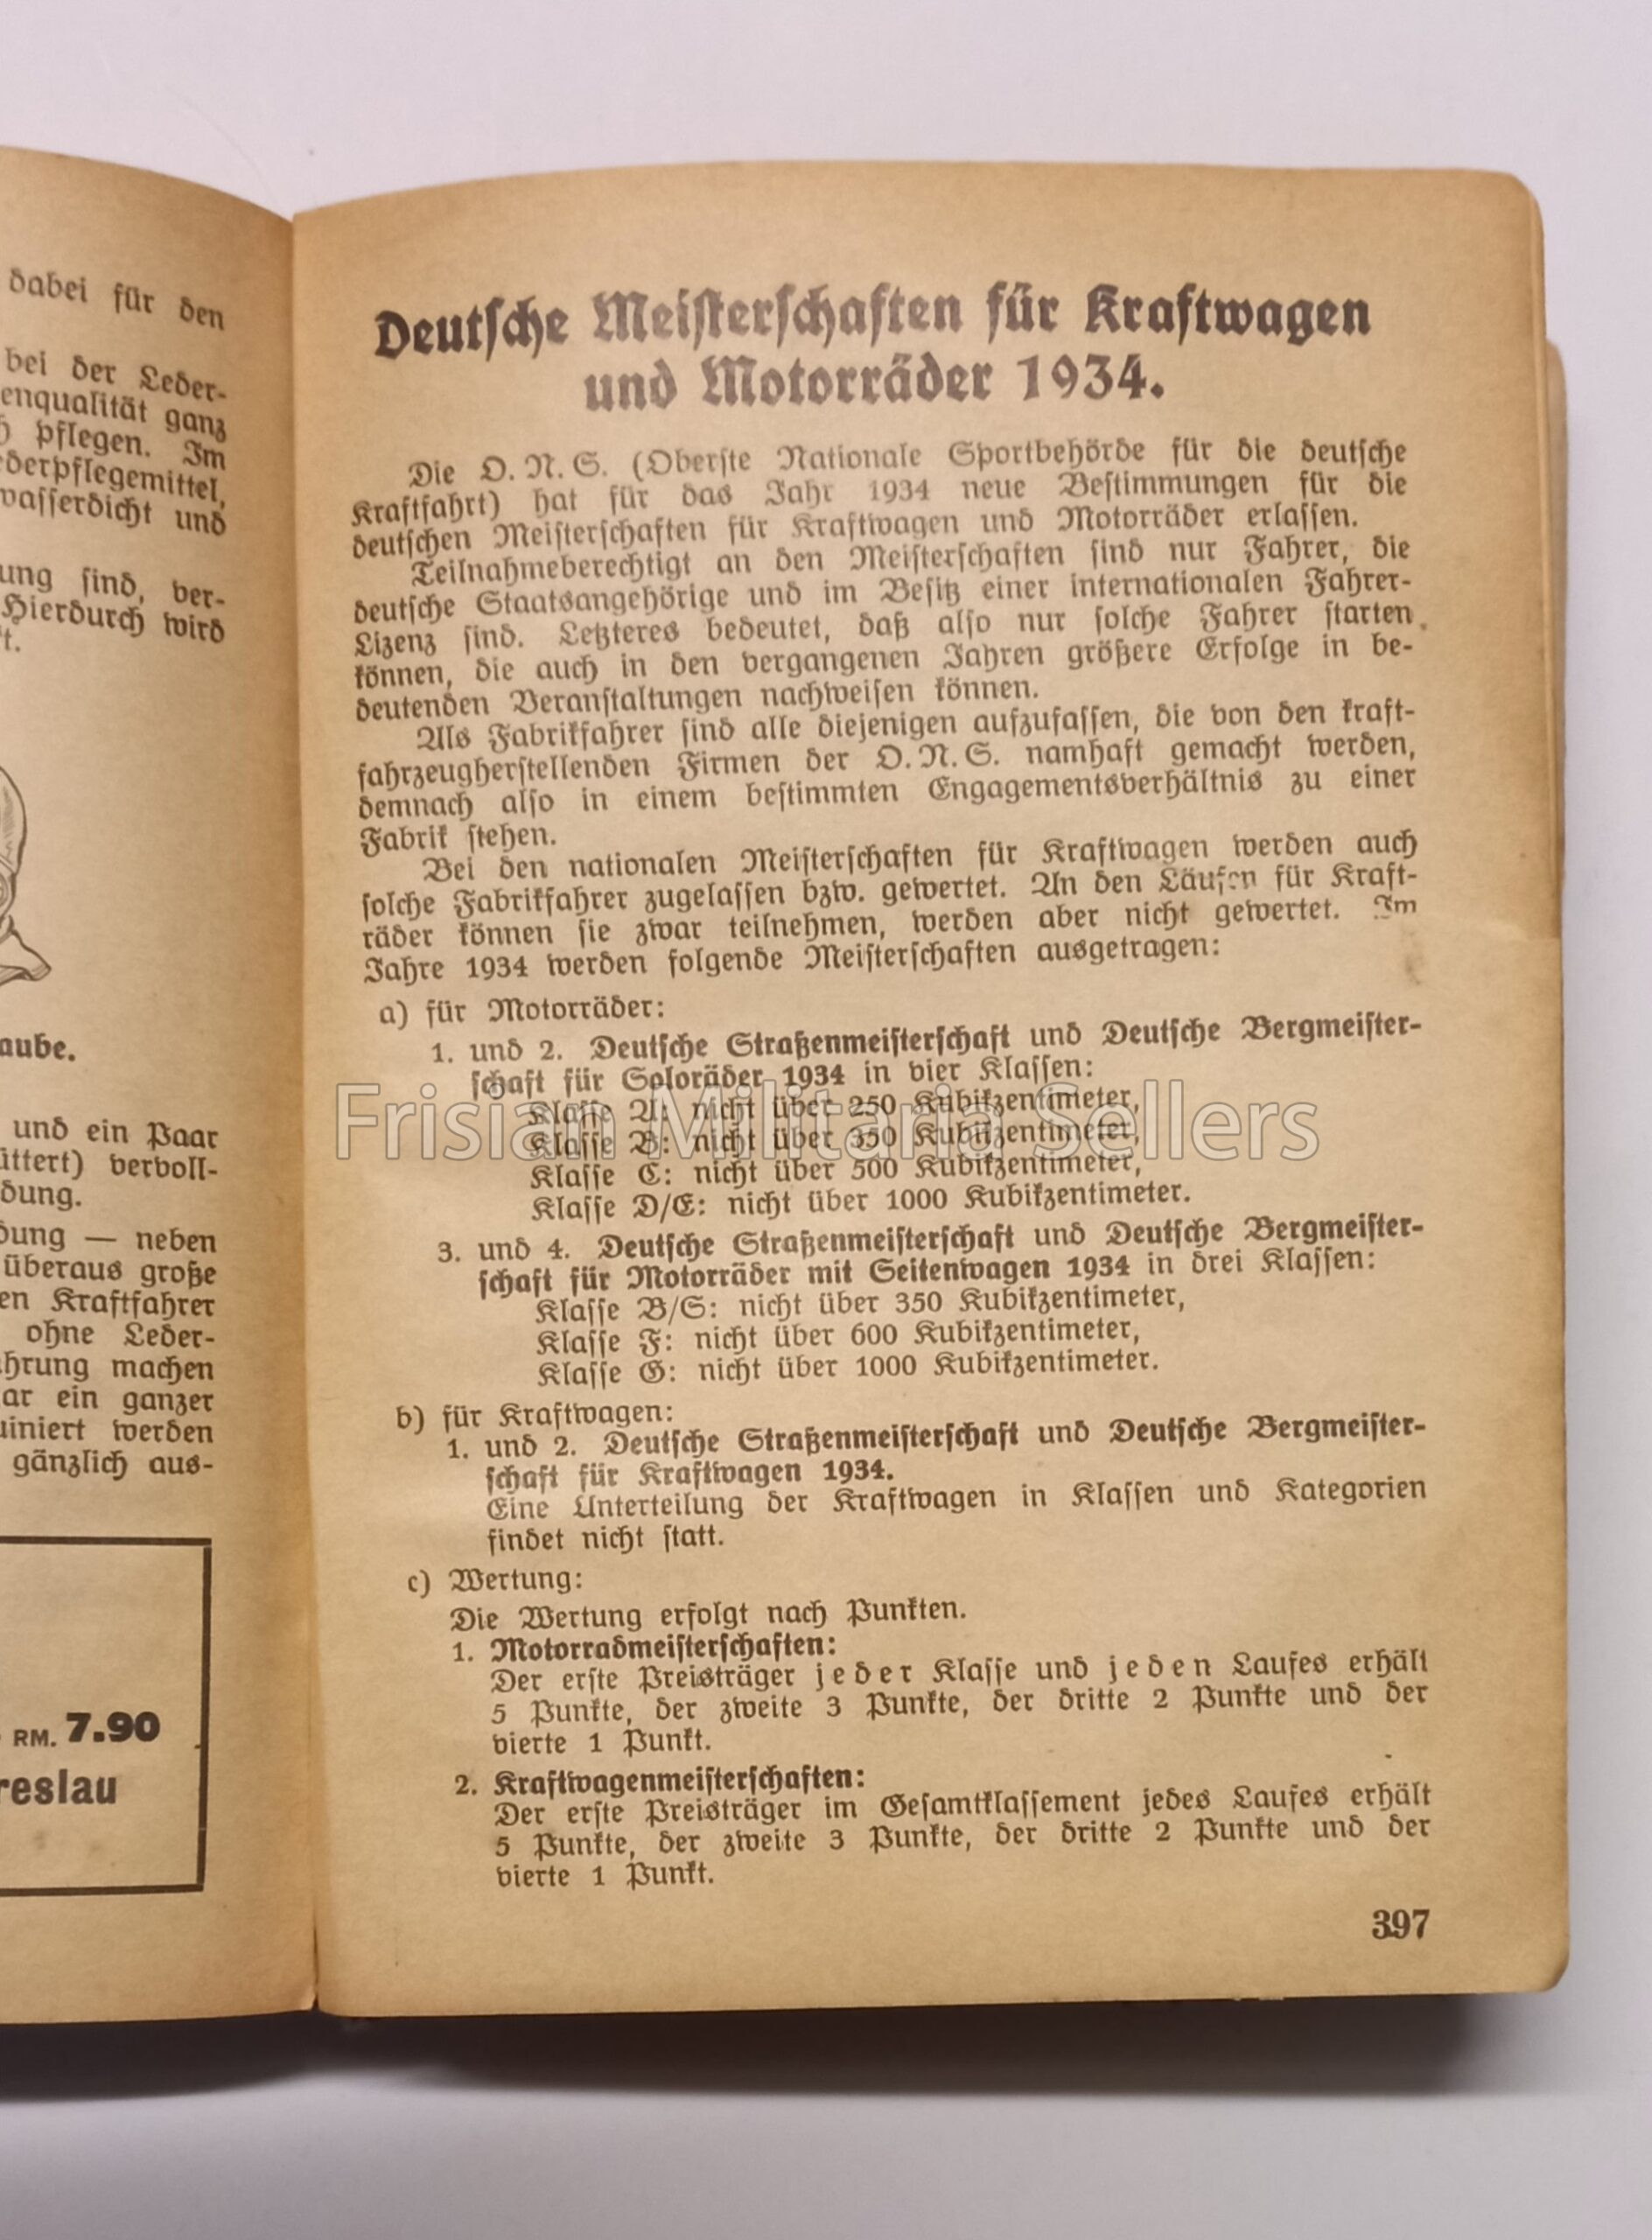 dabei für den
bei der Leder-
enqualität ganz
pflegen. Im
ederpflegemittel,
wasserdicht und
ung sind, ver-
Hierdurch wird
t.
aube.
und ein Paar
üttert) vervoll-
dung.
dung — neben
überaus große
en Kraftfahrer
ohne Leder-
ahrung machen
ar ein ganzer
uiniert werden
gänzlich aus-
RM. 7.90
reslau
Deutsche Meisterschaften für Kraftwagen
und Motorräder 1934.
Die O. N. S. (Oberste Nationale Sportbehörde für die deutsche
Kraftfahrt) hat für das Jahr 1934 neue Bestimmungen für die
deutschen Meisterschaften für Kraftwagen und Motorräder erlassen.
Teilnahmeberechtigt an den Meisterschaften sind nur Fahrer, die
deutsche Staatsangehörige und im Besitz einer internationalen Fahrer-
Lizenz sind. Letzteres bedeutet, daß also nur solche Fahrer starten
können, die auch in den vergangenen Jahren größere Erfolge in be-
deutenden Veranstaltungen nachweisen können.
Als Fabrikfahrer sind alle diejenigen aufzufassen, die von den kraft-
fahrzeugherstellenden Firmen der O. N. S. namhaft gemacht werden,
demnach also in einem bestimmten Engagementsverhältnis zu einer
Fabrik stehen.
Bei den nationalen Meisterschaften für Kraftwagen werden auch
solche Fabrikfahrer zugelassen bzw. gewertet. An den Läufen für Kraft-
räder können sie zwar teilnehmen, werden aber nicht gewertet. Im
Jahre 1934 werden folgende Meisterschaften ausgetragen:
a) für Motorräder:
1. und 2. Deutsche Straßenmeisterschaft und Deutsche Bergmeister-
schaft für Soloräder 1934 in vier Klassen:
Klasse A: nicht über 250 Kubikzentimeter,
Klasse B: nicht über 350 Kubikzentimeter,
Frisian Militaria Sellers
Klasse C: nicht über 500 Kubikzentimeter,
Klasse D/E: nicht über 1000 Kubikzentimeter.
3. und 4. Deutsche Straßenmeisterschaft und Deutsche Bergmeister-
schaft für Motorräder mit Seitenwagen 1934 in drei Klassen:
Klasse B/S: nicht über 350 Kubikzentimeter,
Klasse F: nicht über 600 Kubikzentimeter,
Klasse G: nicht über 1000 Kubikzentimeter.
b) für Kraftwagen:
1. und 2. Deutsche Straßenmeisterschaft und Deutsche Bergmeister-
schaft für Kraftwagen 1934.
Eine Unterteilung der Kraftwagen in Klassen und Kategorien
findet nicht statt.
c) Wertung:
Die Wertung erfolgt nach Punkten.
1. Motorradmeisterschaften:
Der erste Preisträger jeder Klasse und jeden Laufes erhält
5 Punkte, der zweite 3 Punkte, der dritte 2 Punkte und der
vierte 1 Punkt.
2. Kraftwagenmeisterschaften:
Der erste Preisträger im Gesamtklassement jedes Laufes erhält
5 Punkte, der zweite 3 Punkte, der dritte 2 Punkte und der
vierte 1 Punkt.
397